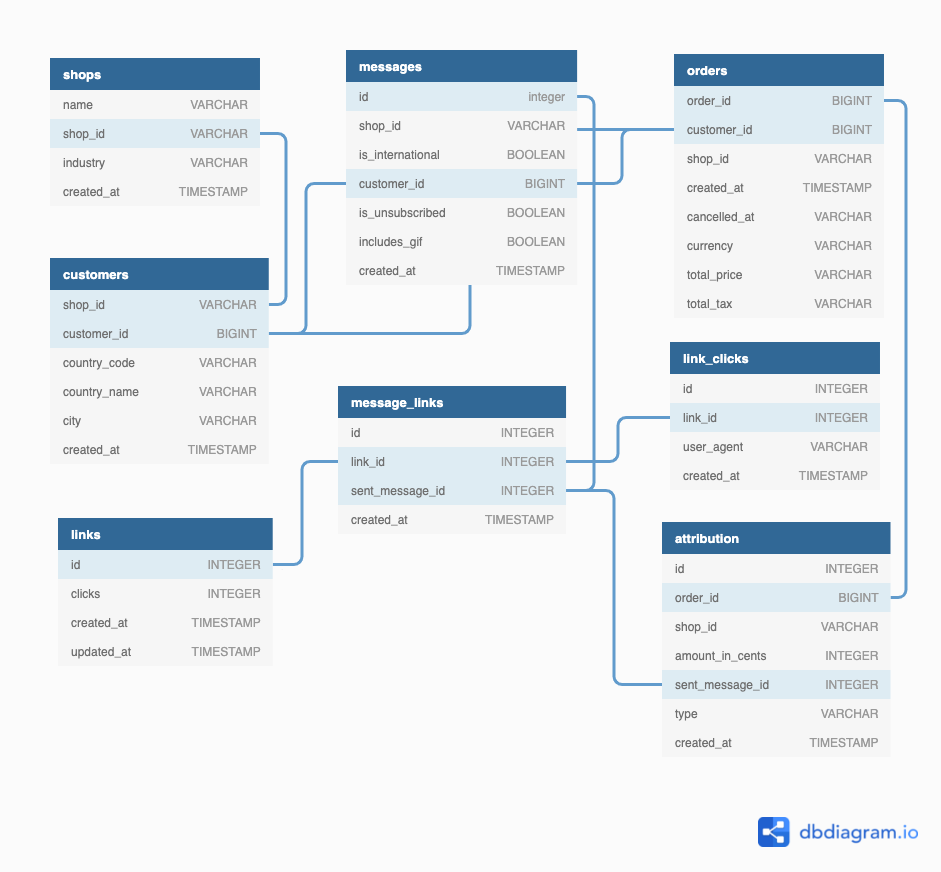 shops
name VARCHAR
shop_id VARCHAR
industry VARCHAR
created_at TIMESTAMP
customers
shop_id VARCHAR
customer_id BIGINT
country_code VARCHAR
country_name VARCHAR
city VARCHAR
created_at TIMESTAMP
links
id INTEGER
clicks INTEGER
created_at TIMESTAMP
updated_at TIMESTAMP
messages
id integer
shop_id VARCHAR
is_international BOOLEAN
customer_id BIGINT
is_unsubscribed BOOLEAN
includes_gif BOOLEAN
created_at TIMESTAMP
message_links
id INTEGER
link_id INTEGER
sent_message_id INTEGER
created_at TIMESTAMP
orders
order_id BIGINT
customer_id BIGINT
shop_id VARCHAR
created_at TIMESTAMP
cancelled_at VARCHAR
currency VARCHAR
total_price VARCHAR
total_tax VARCHAR
link_clicks
id INTEGER
link_id INTEGER
user_agent VARCHAR
created_at TIMESTAMP
attribution
id INTEGER
order_id BIGINT
shop_id VARCHAR
amount_in_cents INTEGER
sent_message_id INTEGER
type VARCHAR
created_at TIMESTAMP
dbdiagram.io